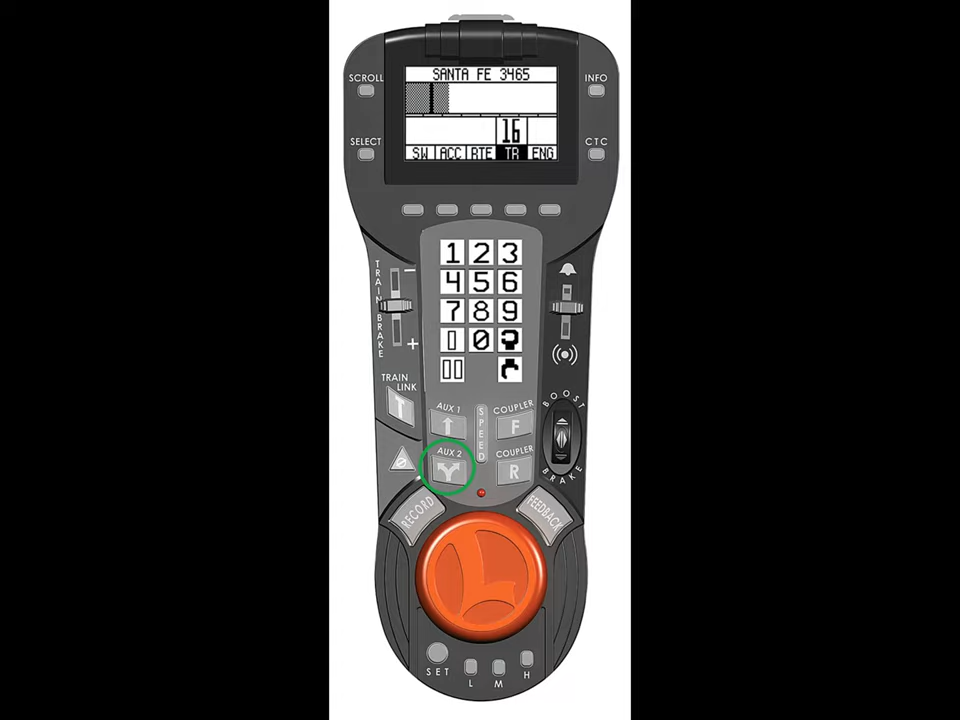 SANTA FE 3465
16
SW ACC RTE TR ENG
SCROLL
SELECT
INFO
CTC
TRAIN BRAKE
-
+
1 2 3
4 5 6
7 8 9
0
TRAIN
LINK
T
AUX 1
SPEED
COUPLER
F
AUX 2
COUPLER
R
BOOST
BRAKE
RECORD
FEEDBACK
L
SET
L
M
H